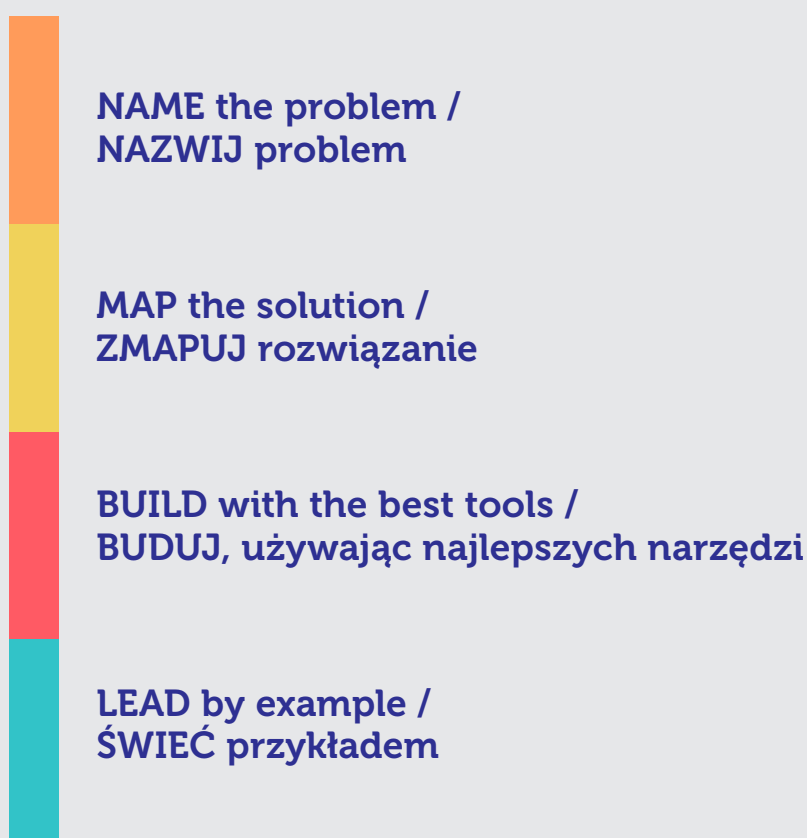 NAME the problem /
NAZWIJ problem
MAP the solution /
ZMAPUJ rozwiązanie
BUILD with the best tools /
BUDUJ, używając najlepszych narzędzi
LEAD by example /
ŚWIEĆ przykładem